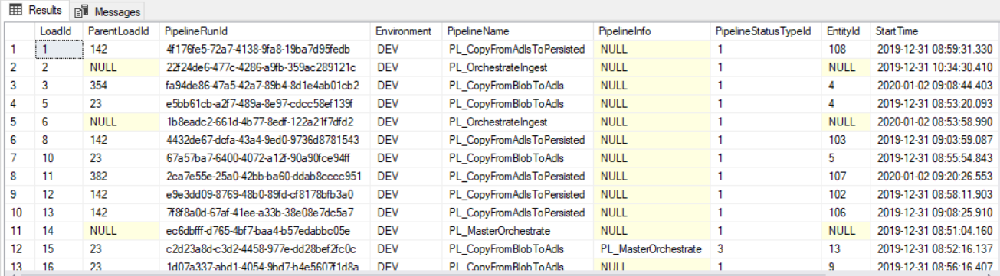 Results Messages
LoadId ParentLoadId PipelineRunId Environment PipelineName PipelineInfo PipelineStatusTypeId EntityId StartTime
1 1 142 4f176fe5-72a7-4138-9fa8-19ba7d95fedb DEV PL_CopyFromAdlsToPersisted NULL 1 108 2019-12-31 08:59:31.330
2 2 NULL 22f24de6-477c-4286-a9fb-359ac289121c DEV PL_OrchestrateIngest NULL 1 NULL 2019-12-31 10:34:30.410
3 3 354 fa94de86-47a5-42a7-89b4-8d1e4ab01cb2 DEV PL_CopyFromBlobToAdls NULL 1 4 2020-01-02 09:08:44.403
4 5 23 e5bb61cb-a2f7-489a-8e97-cdcc58ef139f DEV PL_CopyFromBlobToAdls NULL 1 4 2019-12-31 08:53:20.093
5 6 NULL 1b8eadc2-661d-4b77-8edf-122a21f7dfd2 DEV PL_OrchestrateIngest NULL 1 NULL 2020-01-02 08:53:58.990
6 8 142 4432de67-dcfa-43a4-9ed0-9736d8781543 DEV PL_CopyFromAdlsToPersisted NULL 1 103 2019-12-31 09:03:59.087
7 10 23 67a57ba7-6400-4072-a12f-90a90fce94ff DEV PL_CopyFromBlobToAdls NULL 1 5 2019-12-31 08:55:54.843
8 11 382 2ca7e55e-25a0-42bb-ba60-ddab8cccc951 DEV PL_CopyFromBlobToAdls NULL 1 107 2020-01-02 09:20:26.553
9 12 142 e9e3dd09-8769-48b0-89fd-cf8178bfb3a0 DEV PL_CopyFromAdlsToPersisted NULL 1 102 2019-12-31 08:58:11.903
10 13 142 7f8f8a0d-67af-41ee-a33b-38e08e7dc5a7 DEV PL_CopyFromAdlsToPersisted NULL 1 106 2019-12-31 09:08:25.910
11 14 NULL ec6dbfff-d765-4bf7-baa4-b57edabbc05e DEV PL_MasterOrchestrate NULL 1 NULL 2019-12-31 08:51:04.160
12 15 23 c2d23a8d-c3d2-4458-977e-dd28bef2fc0c DEV PL_CopyFromBlobToAdls PL_MasterOrchestrate 3 13 2019-12-31 08:52:16.137
13 16 23 1d07a337-abd1-4054-9bd7-b4e5607f1d8a DEV PL_CopyFromBlobToAdls NULL 1 9 2019-12-31 08:56:16.407